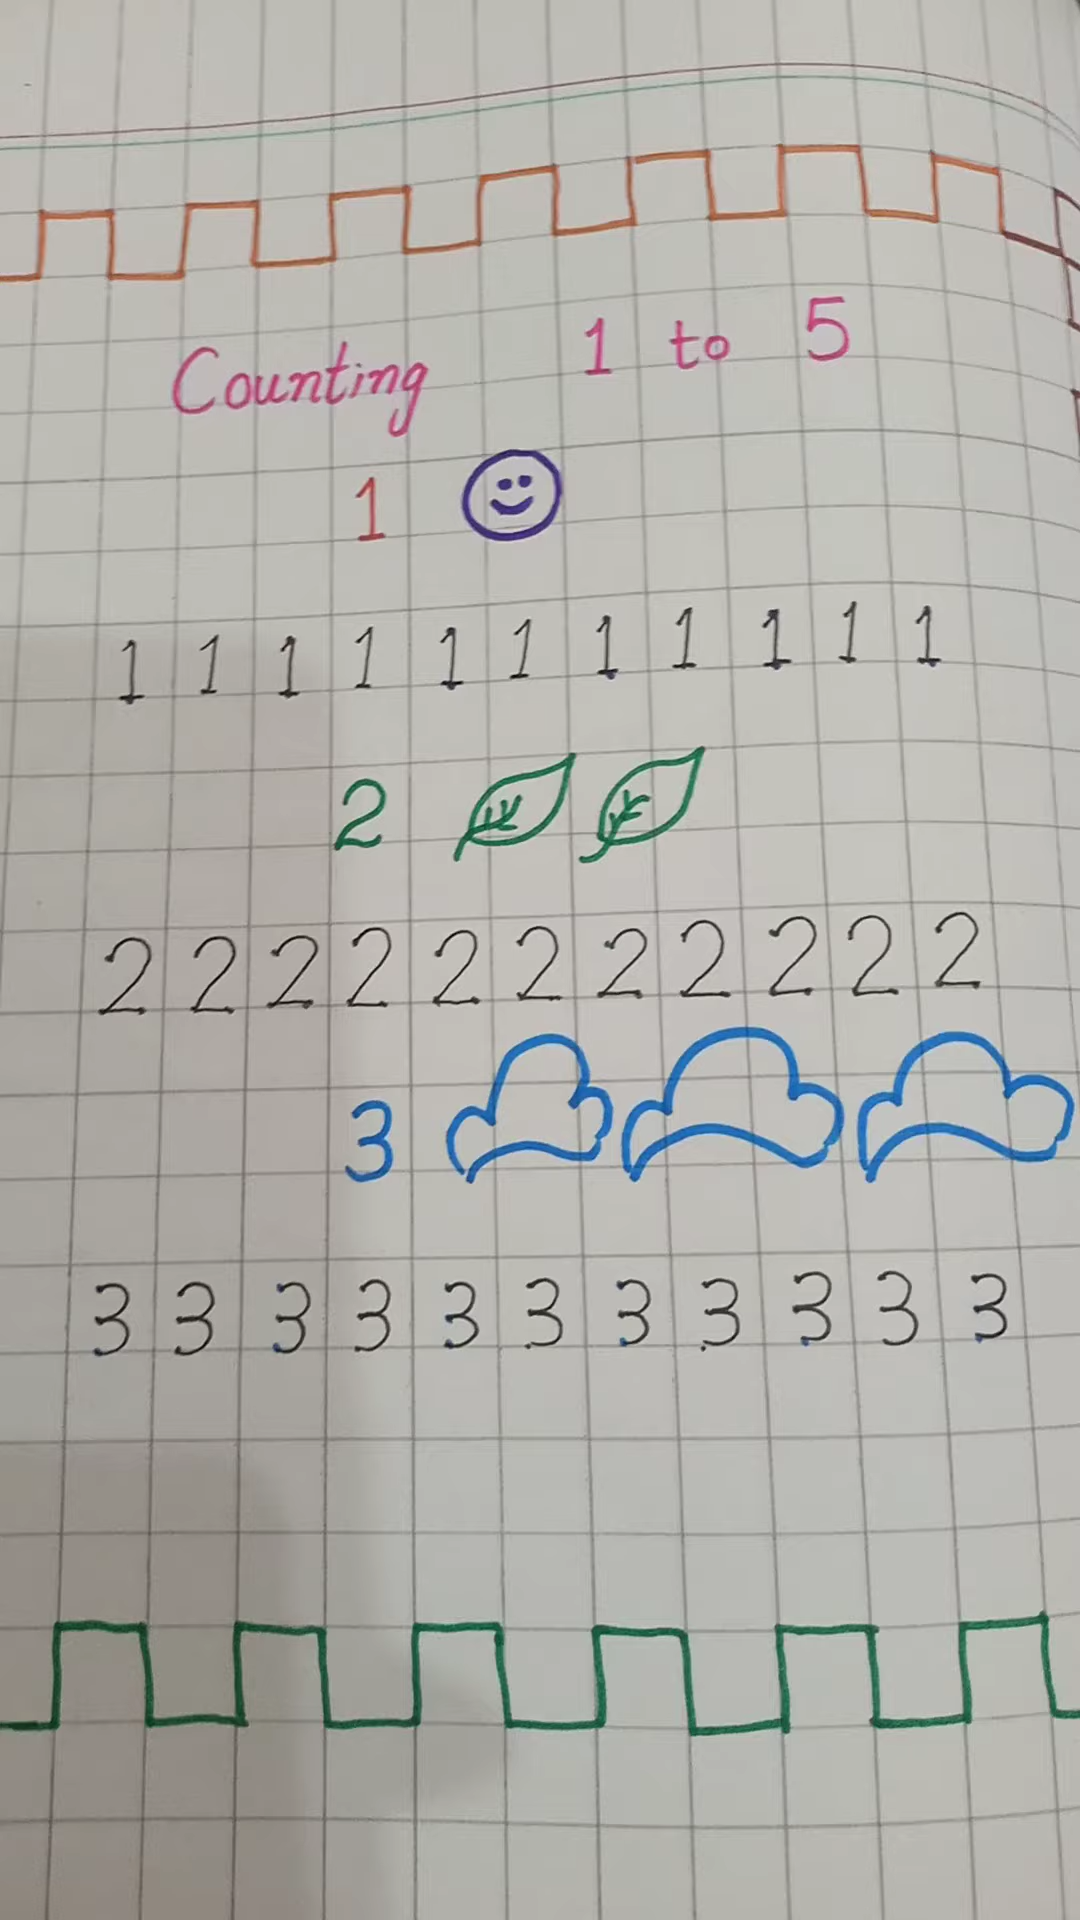 Counting 1 to 5
1
1 1 1 1 1 1 1 1 1 1 1
2
2 2 2 2 2 2 2 2 2 2 2
3
3 3 3 3 3 3 3 3 3 3 3